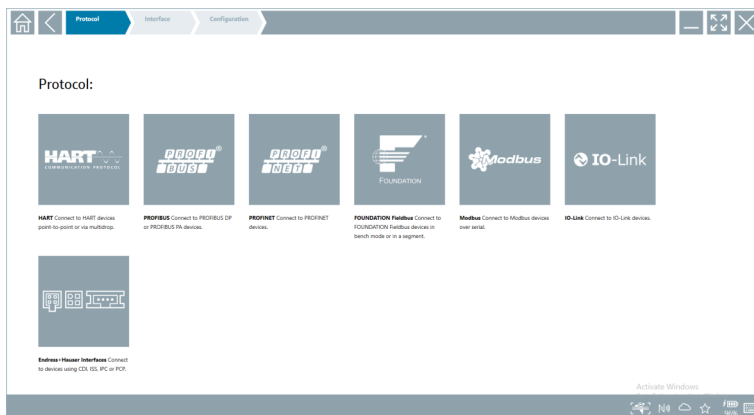 Protocol
Interface
Configuration
Protocol:
HART
COMMUNICATION PROTOCOL
PROFI®
BUS
PROFI®
NET
FOUNDATION
Modbus
IO-Link
HART Connect to HART devices
point-to-point or via multidrop.
PROFIBUS Connect to PROFIBUS DP
or PROFIBUS PA devices.
PROFINET Connect to PROFINET
devices.
FOUNDATION Fieldbus Connect to
FOUNDATION Fieldbus devices in
bench mode or in a segment.
Modbus Connect to Modbus devices
over serial.
IO-Link Connect to IO-Link devices.
Endress+Hauser Interfaces Connect
to devices using CDI, ISS, IPC or PCP.
Activate Windows